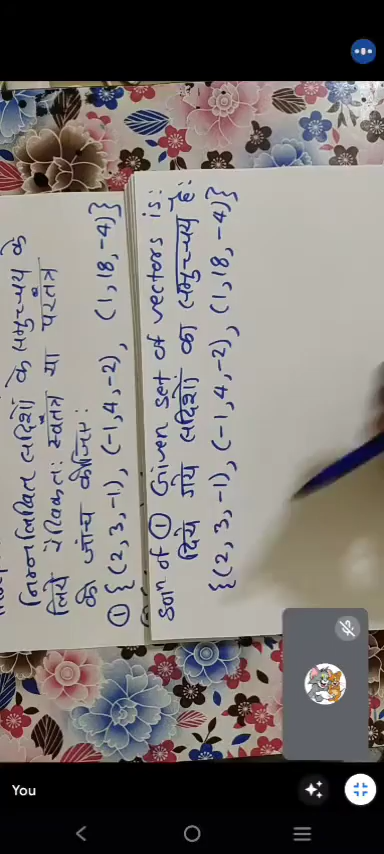 निम्नलिखित सदिशों के समुच्चय के
लिये रैखिकतः स्वतंत्र या परतंत्र
की जाँच कीजिए:
① {(2,3,-1), (-1,4,-2), (1,18,-4)}
Soln of ① Given set of vectors is:
दिये गये सदिशों का समुच्चय है:
{(2,3,-1), (-1,4,-2), (1,18,-4)}
You